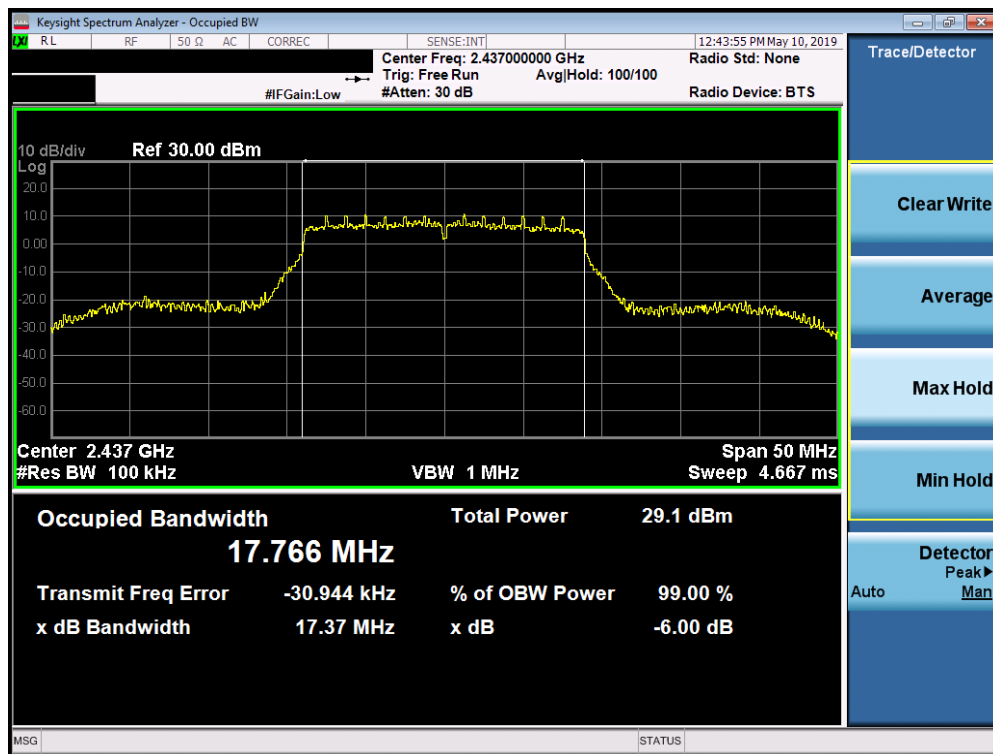 Keysight Spectrum Analyzer - Occupied BW
LXI RL RF 50 Ω AC CORREC SENSE:INT 12:43:55 PM May 10, 2019
Center Freq: 2.437000000 GHz Radio Std: None
Trig: Free Run Avg|Hold: 100/100
#IFGain:Low #Atten: 30 dB Radio Device: BTS
Trace/Detector
10 dB/div Ref 30.00 dBm
Log
20.0
10.0
0.00
-10.0
-20.0
-30.0
-40.0
-50.0
-60.0
Center 2.437 GHz Span 50 MHz
#Res BW 100 kHz VBW 1 MHz Sweep 4.667 ms
Occupied Bandwidth Total Power 29.1 dBm
17.766 MHz
Transmit Freq Error -30.944 kHz % of OBW Power 99.00 %
x dB Bandwidth 17.37 MHz x dB -6.00 dB
Clear Write
Average
Max Hold
Min Hold
Detector
Peak▶
Auto Man
MSG STATUS